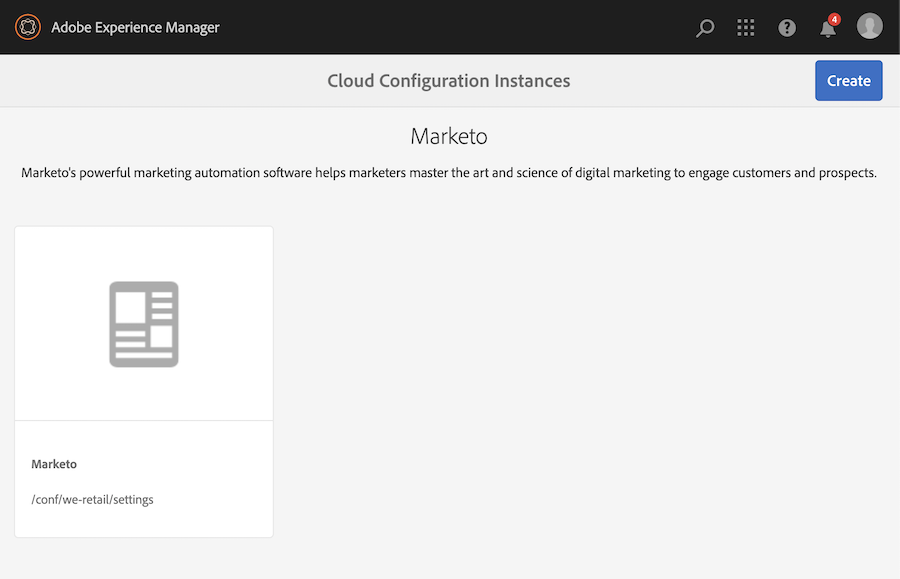 Adobe Experience Manager
4
Cloud Configuration Instances
Create
Marketo
Marketo's powerful marketing automation software helps marketers master the art and science of digital marketing to engage customers and prospects.
Marketo
/conf/we-retail/settings